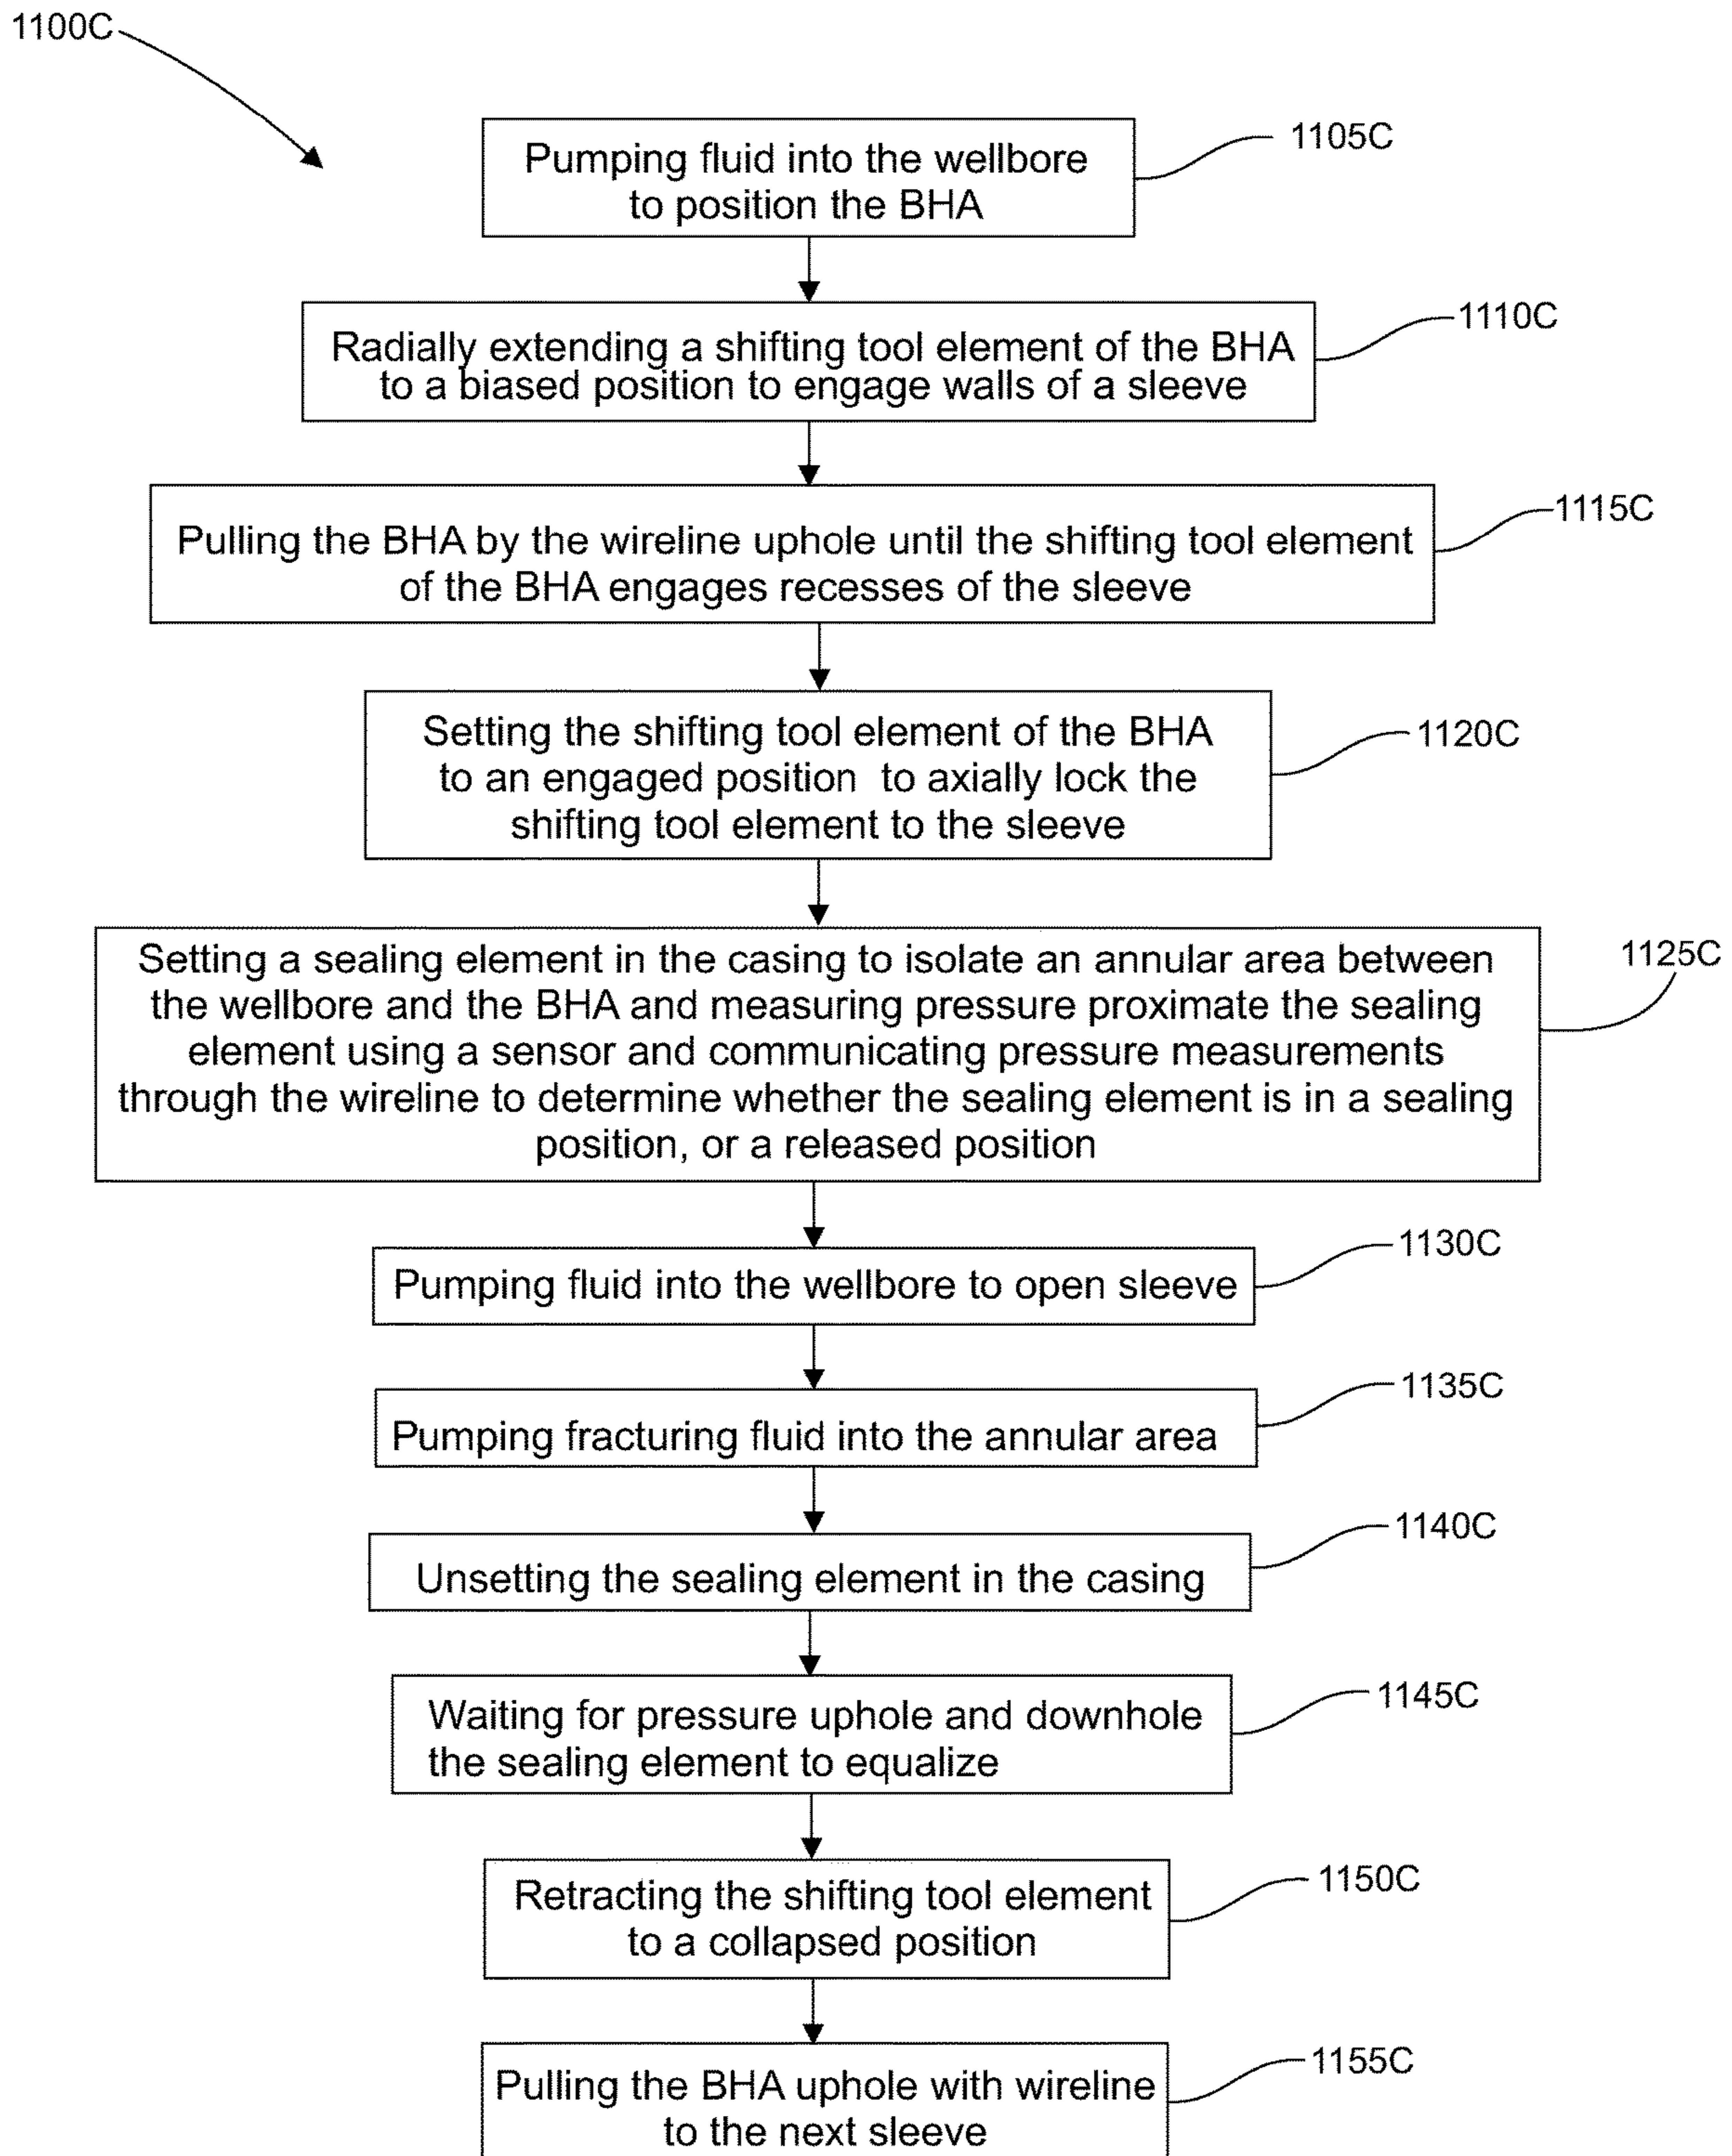 1100C
Pumping fluid into the wellbore
to position the BHA
1105C
Radially extending a shifting tool element of the BHA
to a biased position to engage walls of a sleeve
1110C
Pulling the BHA by the wireline uphole until the shifting tool element
of the BHA engages recesses of the sleeve
1115C
Setting the shifting tool element of the BHA
to an engaged position to axially lock the
shifting tool element to the sleeve
1120C
Setting a sealing element in the casing to isolate an annular area between
the wellbore and the BHA and measuring pressure proximate the sealing
element using a sensor and communicating pressure measurements
through the wireline to determine whether the sealing element is in a sealing
position, or a released position
1125C
Pumping fluid into the wellbore to open sleeve
1130C
Pumping fracturing fluid into the annular area
1135C
Unsetting the sealing element in the casing
1140C
Waiting for pressure uphole and downhole
the sealing element to equalize
1145C
Retracting the shifting tool element
to a collapsed position
1150C
Pulling the BHA uphole with wireline
to the next sleeve
1155C